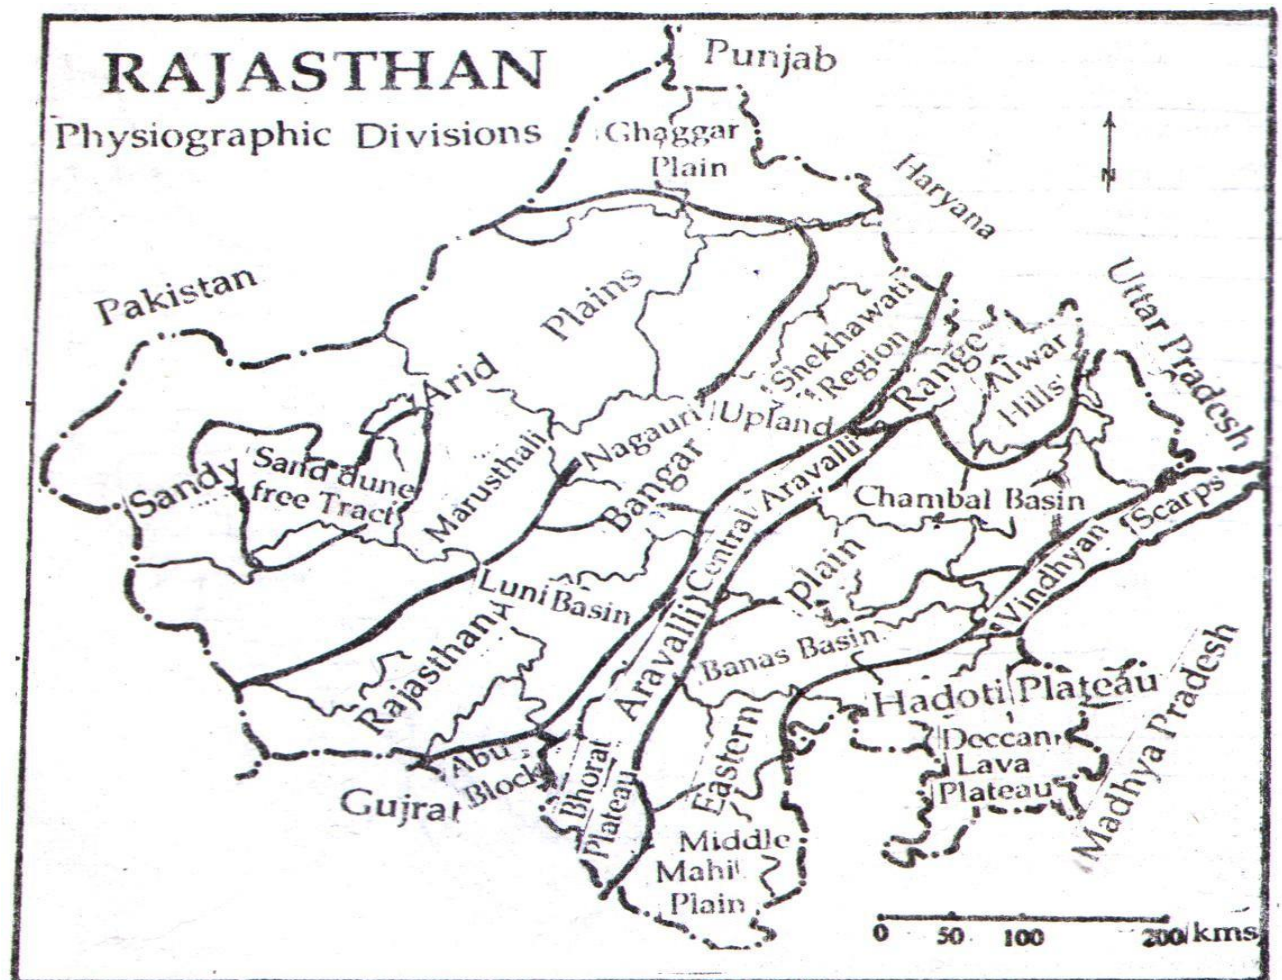 RAJASTHAN
Physiographic Divisions
Punjab
Ghaggar
Plain
N
Haryana
Pakistan
Plains
Arid
Uttar Pradesh
Shekhawati
Region
Range
Alwar
Hills
Nagauri
Upland
Sandy
Sand dune
free Tract
Marusthali
Bangar
Aravalli
Central
Chambal Basin
Vindhyan
Scarps
Luni Basin
Plain
Rajasthan
Aravalli
Banas Basin
Hadoti Plateau
Madhya Pradesh
Abu
Block
Bhorat
Plateau
Eastern
Deccan
Lava
Plateau
Gujrat
Middle
Mahi
Plain
0 50 100 200/kms